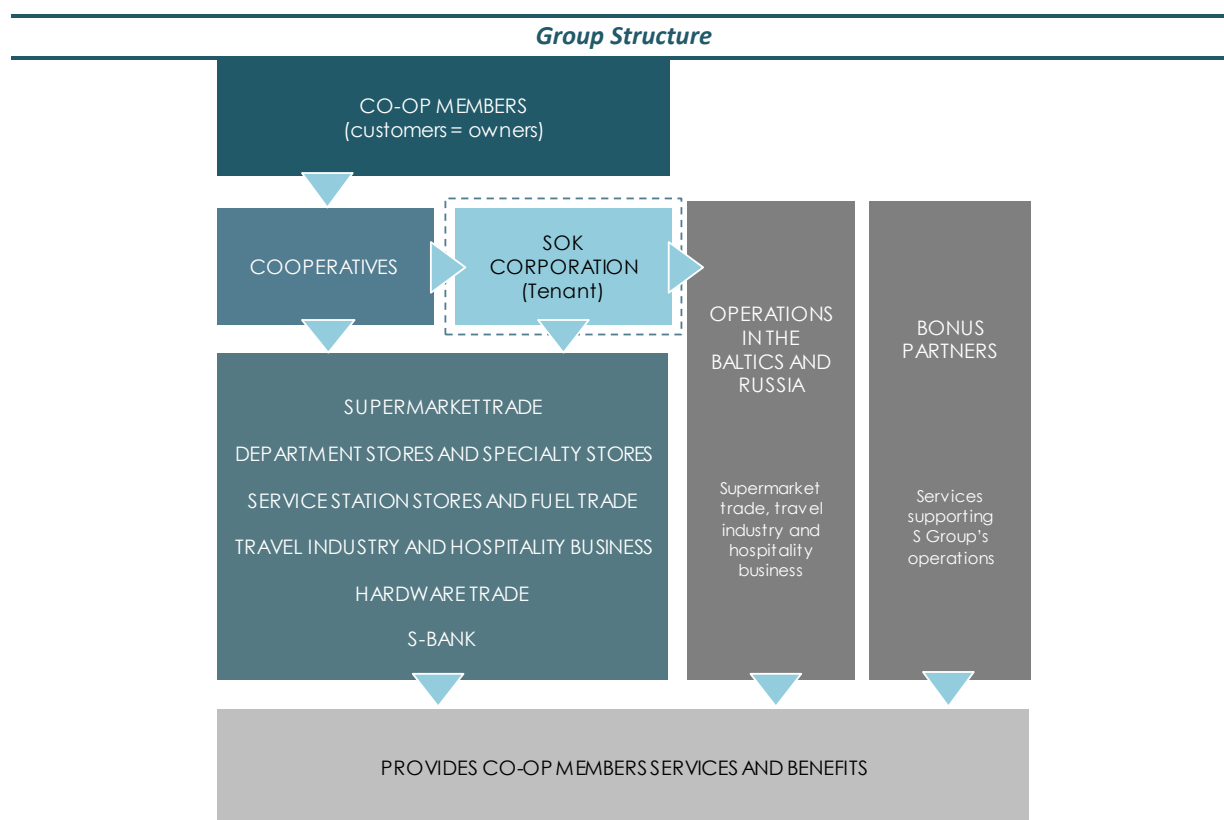 Group Structure
CO-OP MEMBERS
(customers = owners)
COOPERATIVES
SOK
CORPORATION
(Tenant)
OPERATIONS
IN THE
BALTICS AND
RUSSIA
Supermarket
trade, travel
industry and
hospitality
business
BONUS
PARTNERS
Services
supporting
S Group's
operations
SUPERMARKET TRADE
DEPARTMENT STORES AND SPECIALTY STORES
SERVICE STATION STORES AND FUEL TRADE
TRAVEL INDUSTRY AND HOSPITALITY BUSINESS
HARDWARE TRADE
S-BANK
PROVIDES CO-OP MEMBERS SERVICES AND BENEFITS